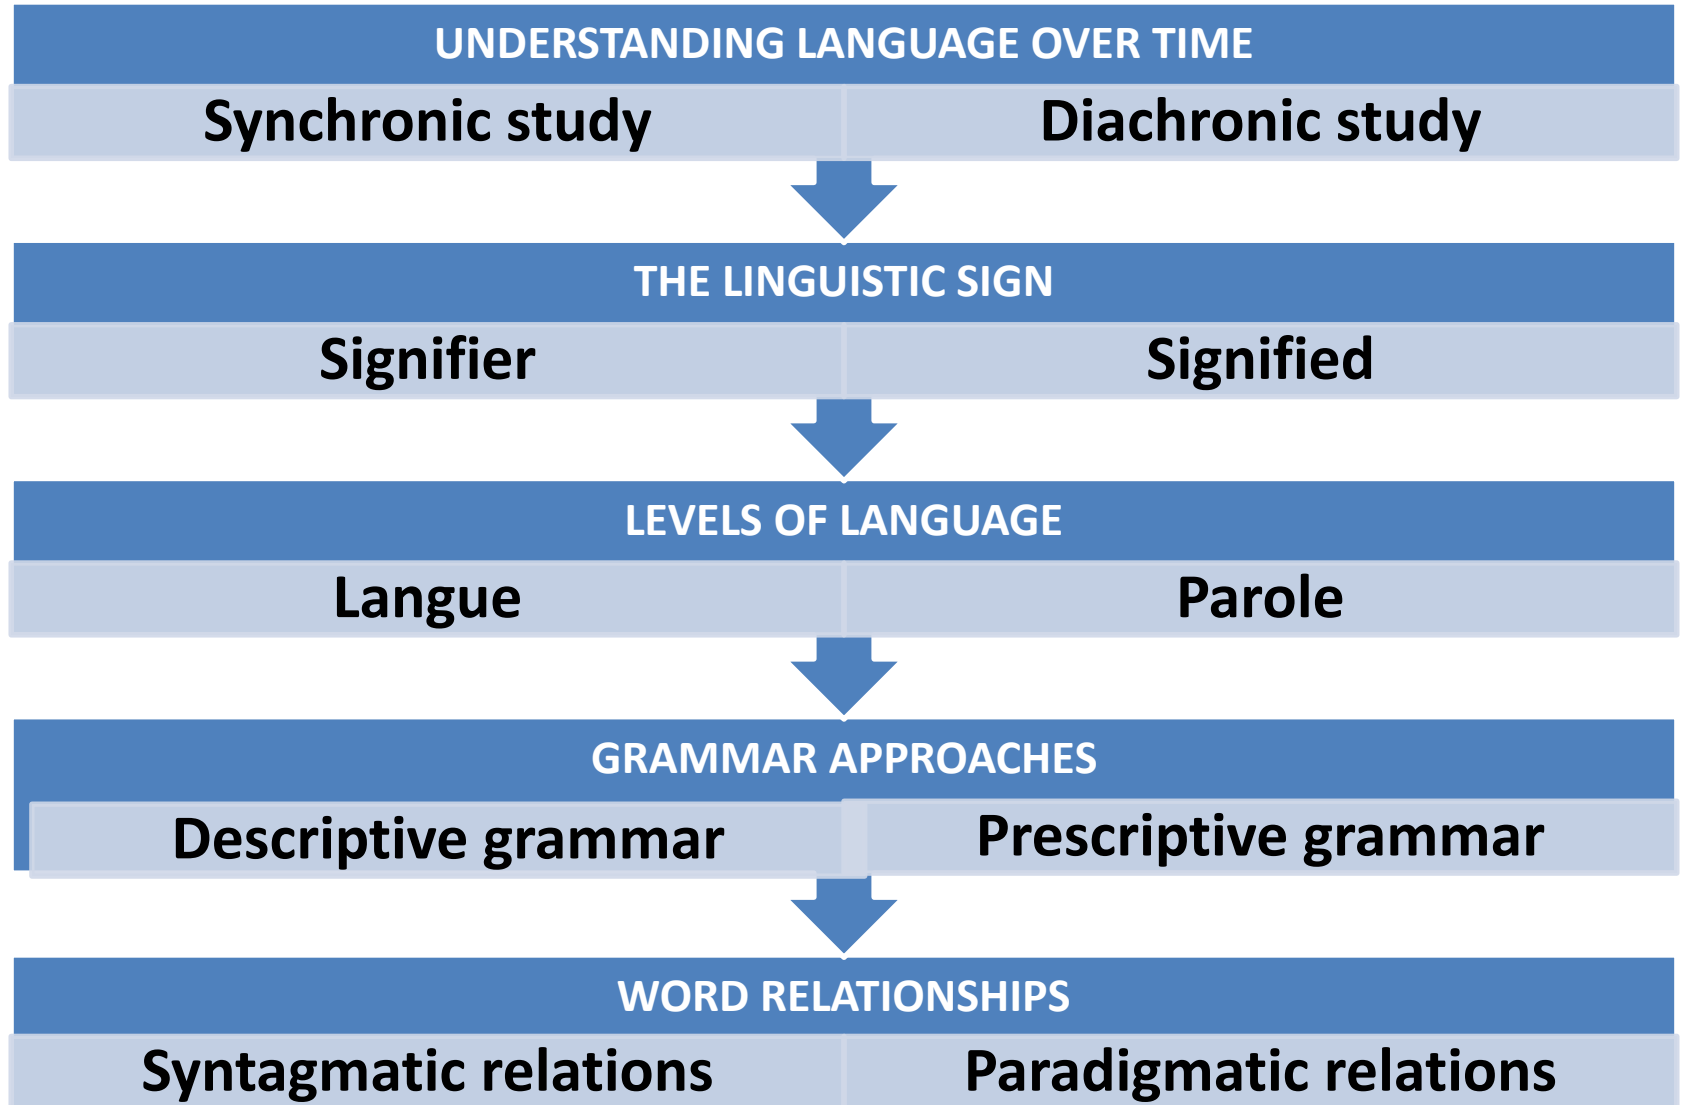 UNDERSTANDING LANGUAGE OVER TIME
Synchronic study Diachronic study
THE LINGUISTIC SIGN
Signifier Signified
LEVELS OF LANGUAGE
Langue Parole
GRAMMAR APPROACHES
Descriptive grammar Prescriptive grammar
WORD RELATIONSHIPS
Syntagmatic relations Paradigmatic relations